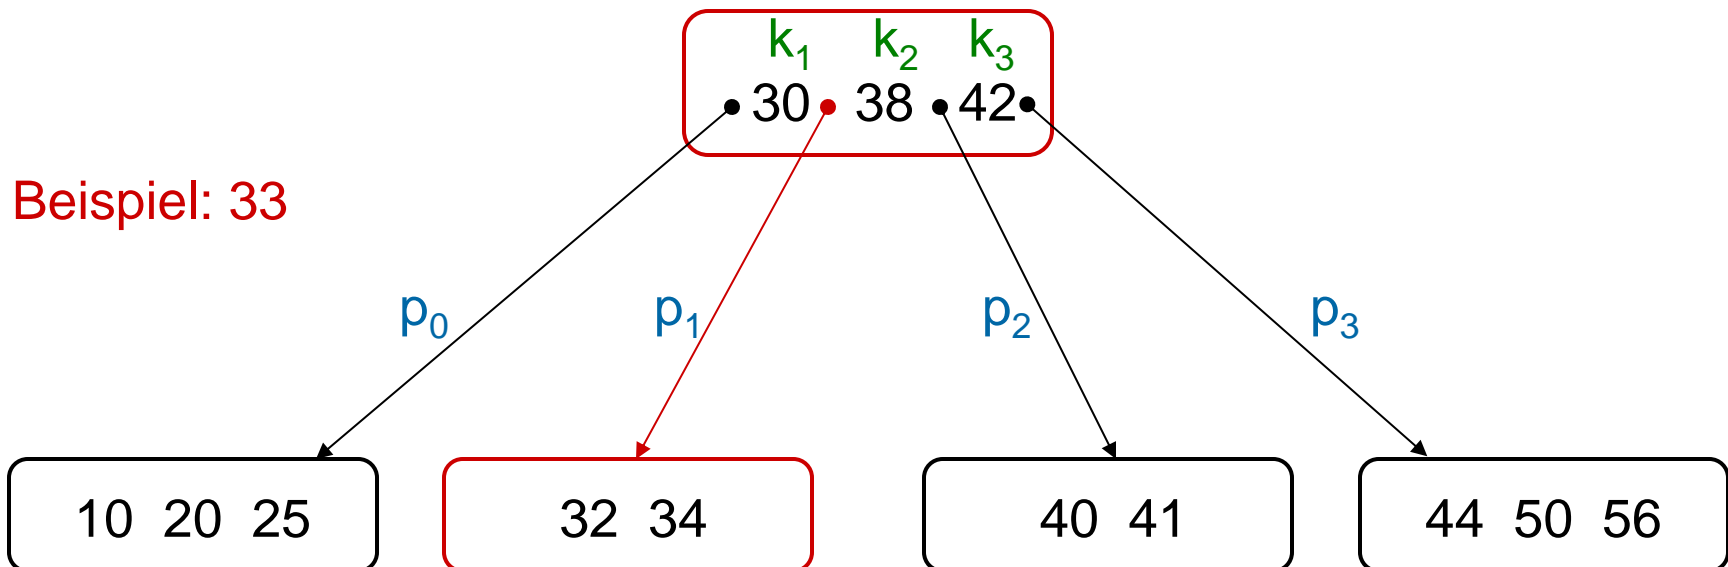 k₁ k₂ k₃
30 38 42
Beispiel: 33
p₀ p₁ p₂ p₃
10 20 25 32 34 40 41 44 50 56